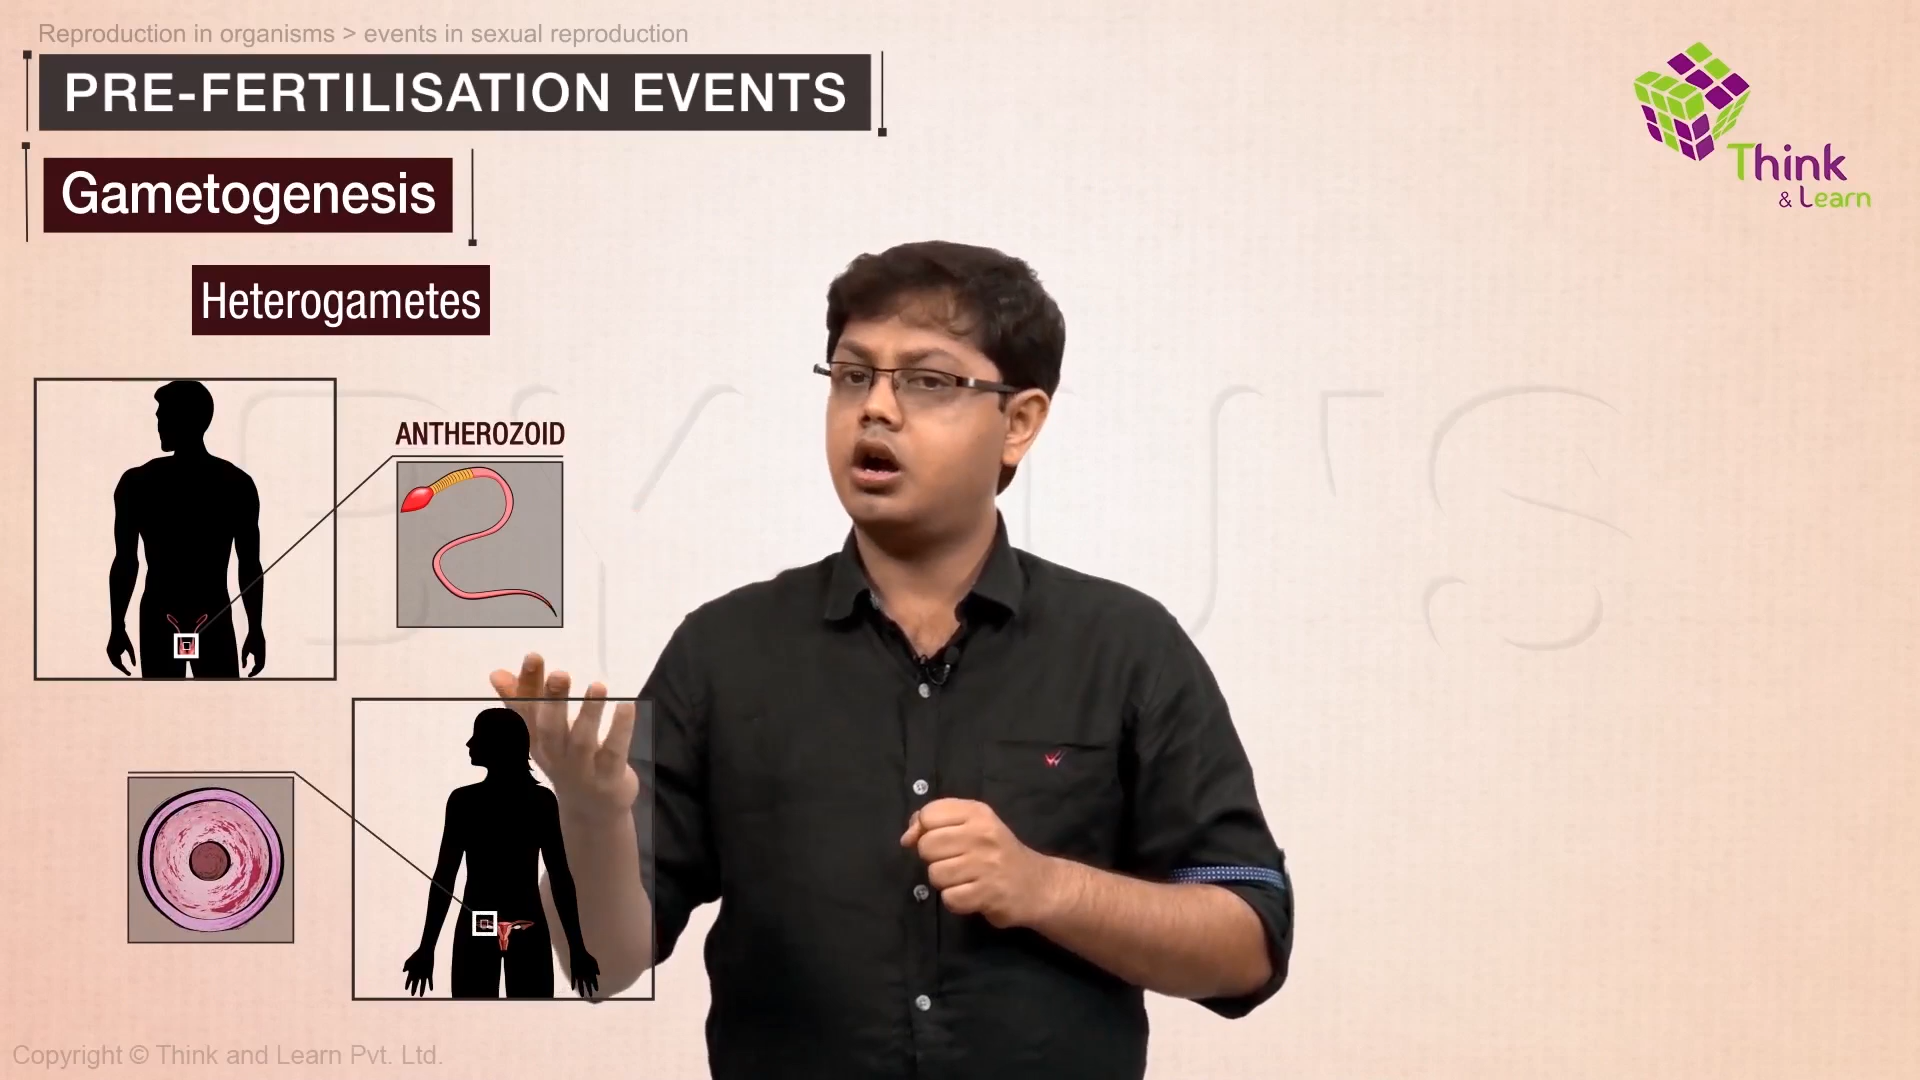 Reproduction in organisms > events in sexual reproduction
PRE-FERTILISATION EVENTS
Gametogenesis
Heterogametes
ANTHEROZOID
Think
& Learn
BYJU'S
Copyright © Think and Learn Pvt. Ltd.